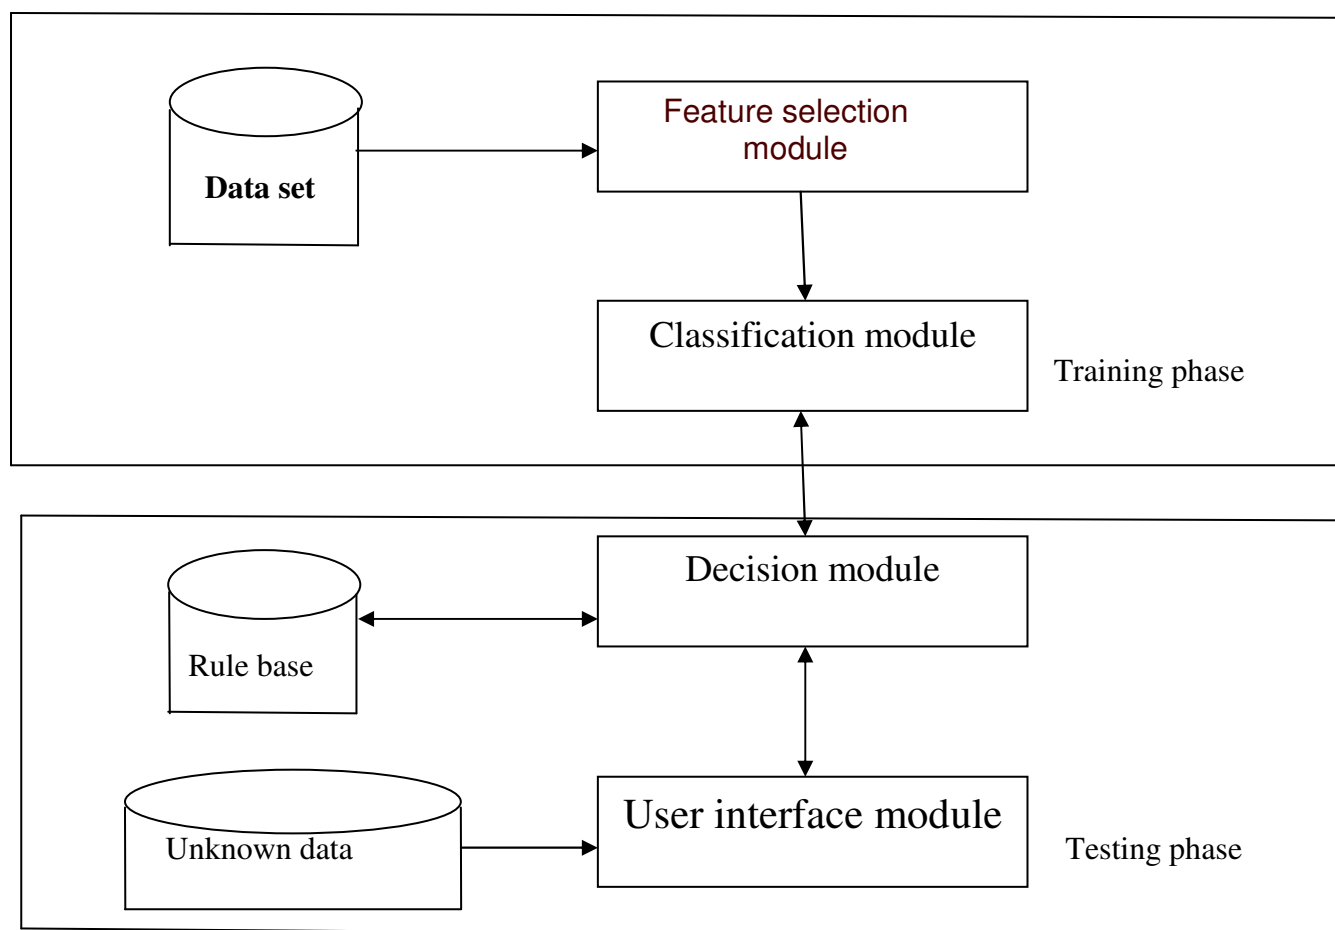 Feature selection
module
Data set
Classification module
Training phase
Decision module
Rule base
User interface module
Unknown data
Testing phase